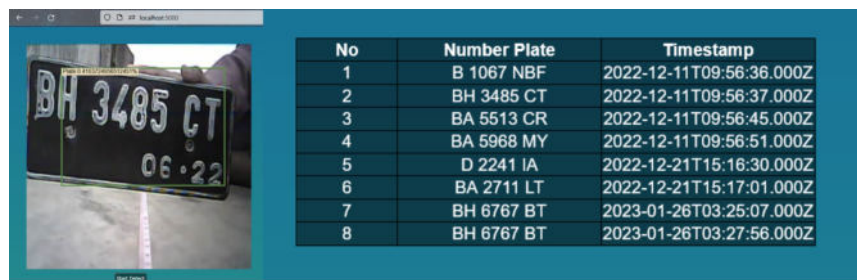 localhost:5000
BH 3485 CT
06·22
Start Detect
No Number Plate Timestamp
1 B 1067 NBF 2022-12-11T09:56:36.000Z
2 BH 3485 CT 2022-12-11T09:56:37.000Z
3 BA 5513 CR 2022-12-11T09:56:45.000Z
4 BA 5968 MY 2022-12-11T09:56:51.000Z
5 D 2241 IA 2022-12-21T15:16:30.000Z
6 BA 2711 LT 2022-12-21T15:17:01.000Z
7 BH 6767 BT 2023-01-26T03:25:07.000Z
8 BH 6767 BT 2023-01-26T03:27:56.000Z